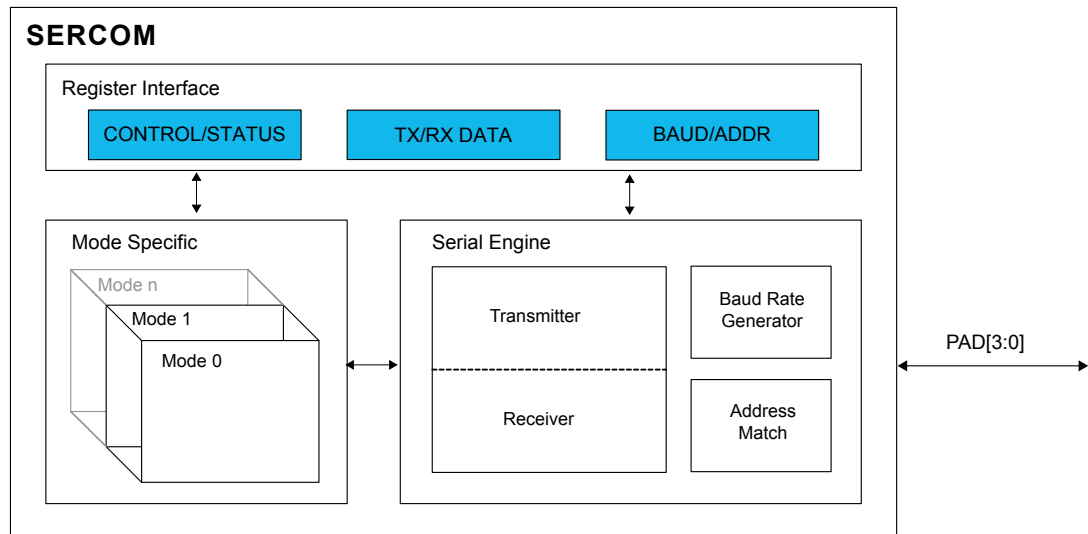 SERCOM
Register Interface
CONTROL/STATUS
TX/RX DATA
BAUD/ADDR
Mode Specific
Mode n
Mode 1
Mode 0
Serial Engine
Transmitter
Receiver
Baud Rate
Generator
Address
Match
PAD[3:0]